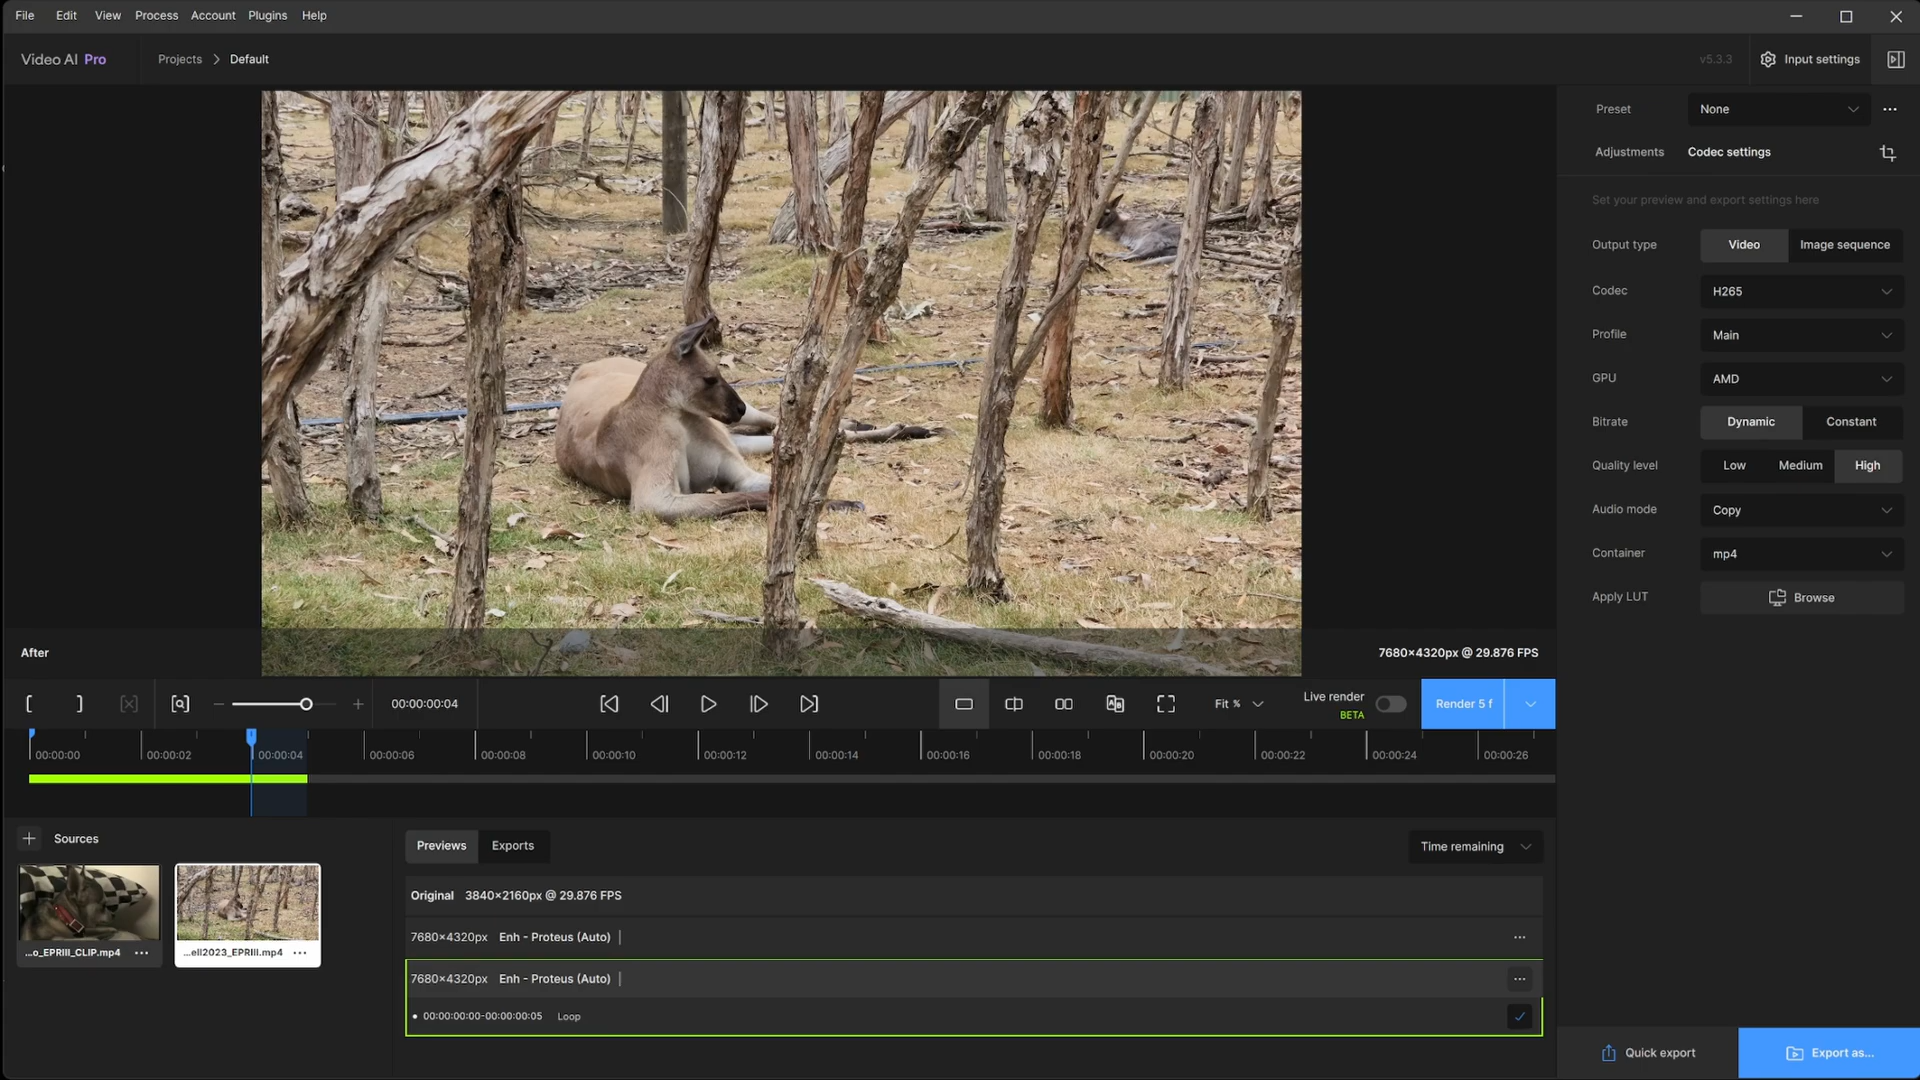 File Edit View Process Account Plugins Help
Video AI Pro Projects Default v5.3.3 Input settings
Preset None
Adjustments Codec settings
Set your preview and export settings here
Output type Video Image sequence
Codec H265
Profile Main
GPU AMD
Bitrate Dynamic Constant
Quality level Low Medium High
Audio mode Copy
Container mp4
Apply LUT Browse
After 7680×4320px @ 29.876 FPS
00:00:00:04 Fit % Live render BETA Render 5 f
00:00:00 00:00:02 00:00:04 00:00:06 00:00:08 00:00:10 00:00:12 00:00:14 00:00:16 00:00:18 00:00:20 00:00:22 00:00:24 00:00:26
Sources
...o_EPRIII_CLIP.mp4 ...
...eli2023_EPRIII.mp4 ...
Previews Exports Time remaining
Original 3840×2160px @ 29.876 FPS
7680×4320px Enh - Proteus (Auto) |
7680×4320px Enh - Proteus (Auto) |
00:00:00:00-00:00:00:05 Loop
Quick export Export as...